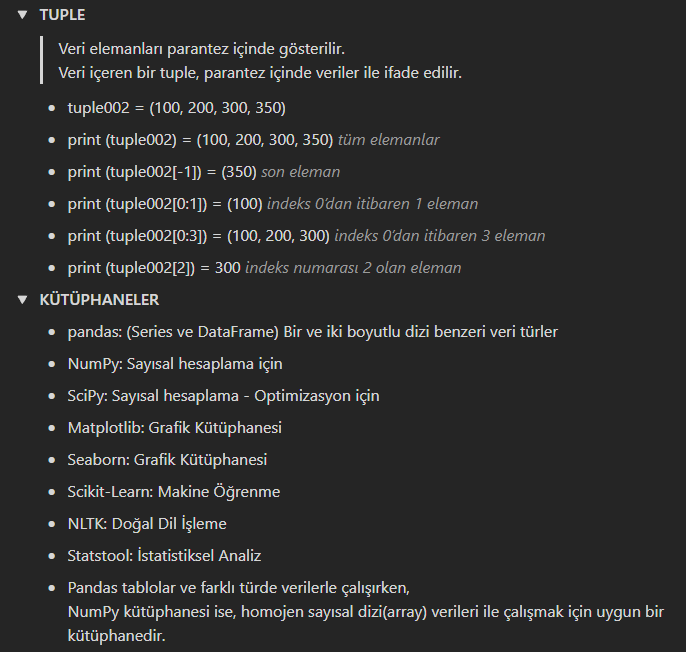 TUPLE
Veri elemanları parantez içinde gösterilir.
Veri içeren bir tuple, parantez içinde veriler ile ifade edilir.
tuple002 = (100, 200, 300, 350)
print (tuple002) = (100, 200, 300, 350) tüm elemanlar
print (tuple002[-1]) = (350) son eleman
print (tuple002[0:1]) = (100) indeks 0'dan itibaren 1 eleman
print (tuple002[0:3]) = (100, 200, 300) indeks 0'dan itibaren 3 eleman
print (tuple002[2]) = 300 indeks numarası 2 olan eleman
KÜTÜPHANELER
pandas: (Series ve DataFrame) Bir ve iki boyutlu dizi benzeri veri türler
NumPy: Sayısal hesaplama için
SciPy: Sayısal hesaplama - Optimizasyon için
Matplotlib: Grafik Kütüphanesi
Seaborn: Grafik Kütüphanesi
Scikit-Learn: Makine Öğrenme
NLTK: Doğal Dil İşleme
Statstool: İstatistiksel Analiz
Pandas tablolar ve farklı türde verilerle çalışırken,
NumPy kütüphanesi ise, homojen sayısal dizi(array) verileri ile çalışmak için uygun bir
kütüphanedir.